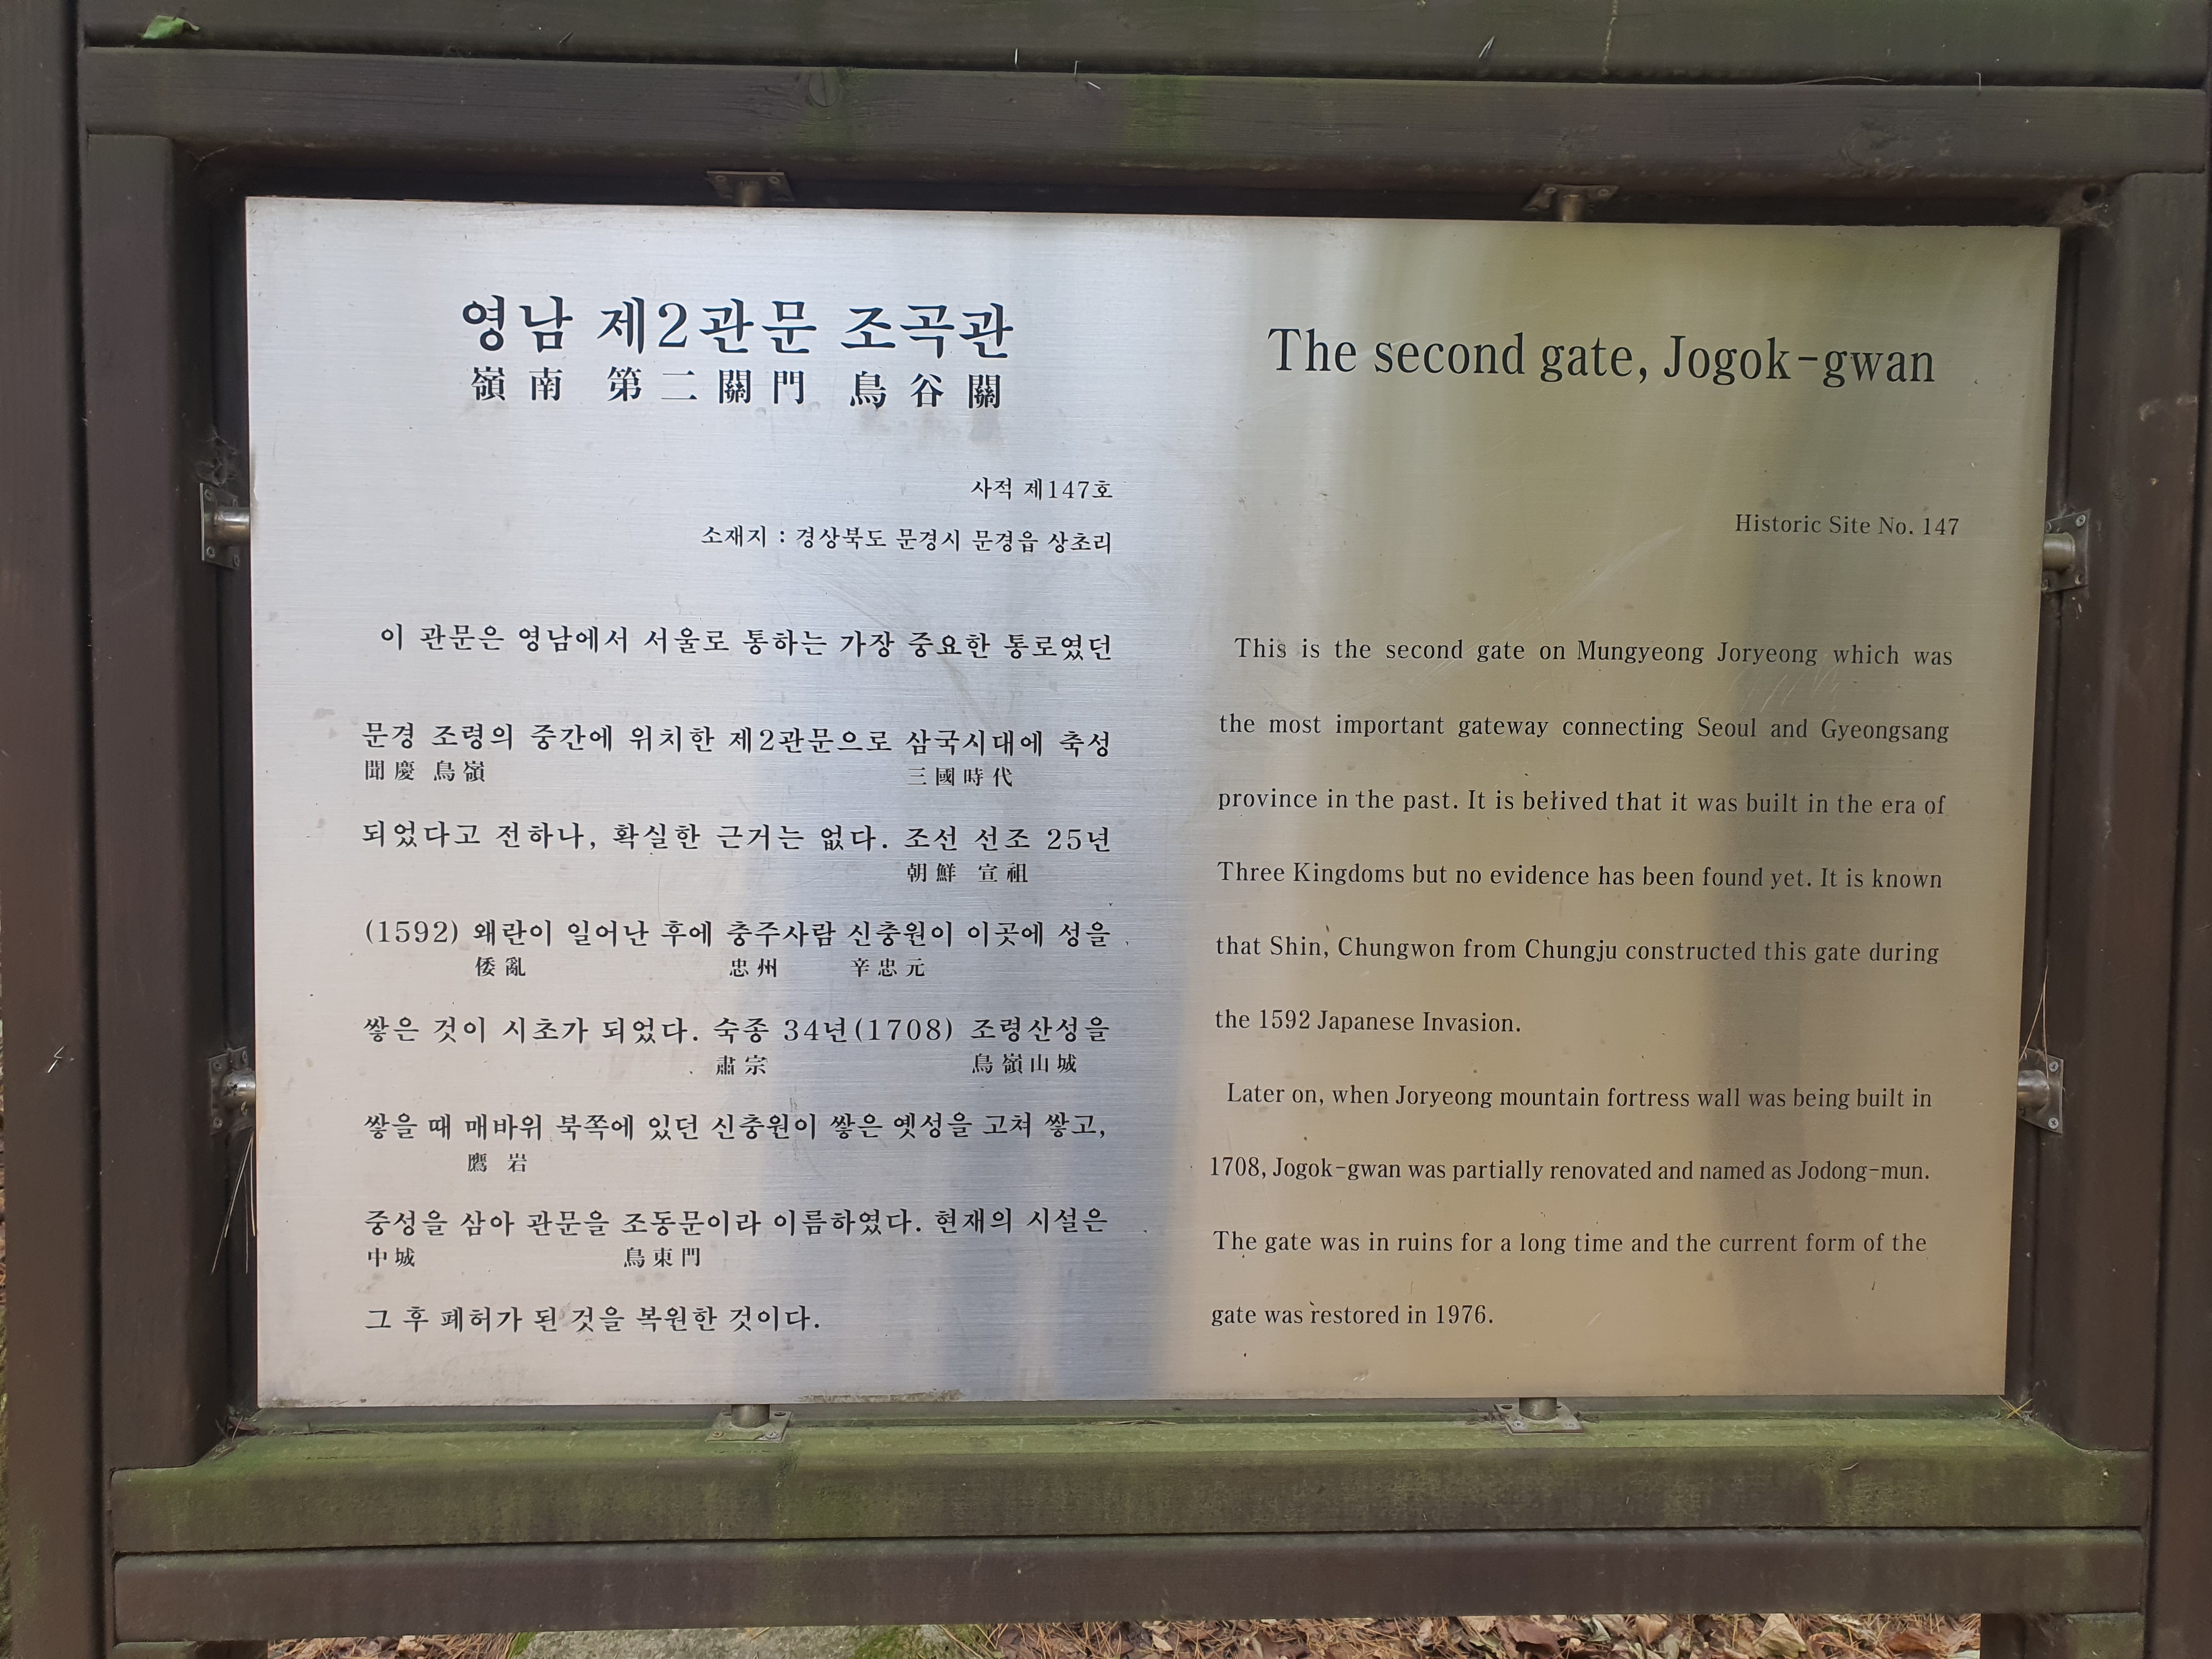 영남 제2관문 조곡관
嶺南 第二關門 鳥谷關
사적 제147호
소재지 : 경상북도 문경시 문경읍 상초리
이 관문은 영남에서 서울로 통하는 가장 중요한 통로였던
문경 조령의 중간에 위치한 제2관문으로 삼국시대에 축성
聞慶 鳥嶺 三國時代
되었다고 전하나, 확실한 근거는 없다. 조선 선조 25년
朝鮮 宣祖
(1592) 왜란이 일어난 후에 충주사람 신충원이 이곳에 성을
倭亂 忠州 辛忠元
쌓은 것이 시초가 되었다. 숙종 34년(1708) 조령산성을
肅宗 鳥嶺山城
쌓을 때 매바위 북쪽에 있던 신충원이 쌓은 옛성을 고쳐 쌓고,
鷹岩
중성을 삼아 관문을 조동문이라 이름하였다. 현재의 시설은
中城 鳥東門
그 후 폐허가 된 것을 복원한 것이다.
The second gate, Jogok-gwan
Historic Site No. 147
This is the second gate on Mungyeong Joryeong which was
the most important gateway connecting Seoul and Gyeongsang
province in the past. It is belived that it was built in the era of
Three Kingdoms but no evidence has been found yet. It is known
that Shin, Chungwon from Chungju constructed this gate during
the 1592 Japanese Invasion.
Later on, when Joryeong mountain fortress wall was being built in
1708, Jogok-gwan was partially renovated and named as Jodong-mun.
The gate was in ruins for a long time and the current form of the
gate was restored in 1976.